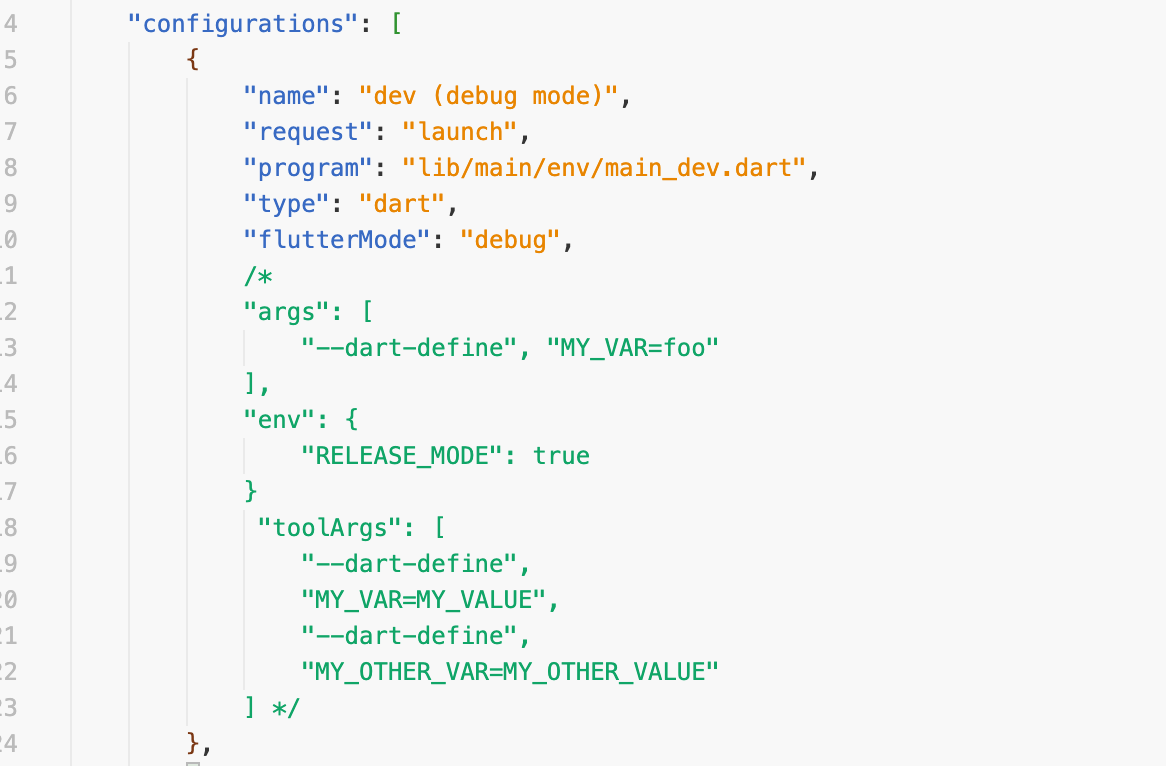 4 "configurations": [
5 {
6 "name": "dev (debug mode)",
7 "request": "launch",
8 "program": "lib/main/env/main_dev.dart",
9 "type": "dart",
10 "flutterMode": "debug",
11 /*
12 "args": [
13 "--dart-define", "MY_VAR=foo"
14 ],
15 "env": {
16 "RELEASE_MODE": true
17 }
18 "toolArgs": [
19 "--dart-define",
20 "MY_VAR=MY_VALUE",
21 "--dart-define",
22 "MY_OTHER_VAR=MY_OTHER_VALUE"
23 ] */
24 },